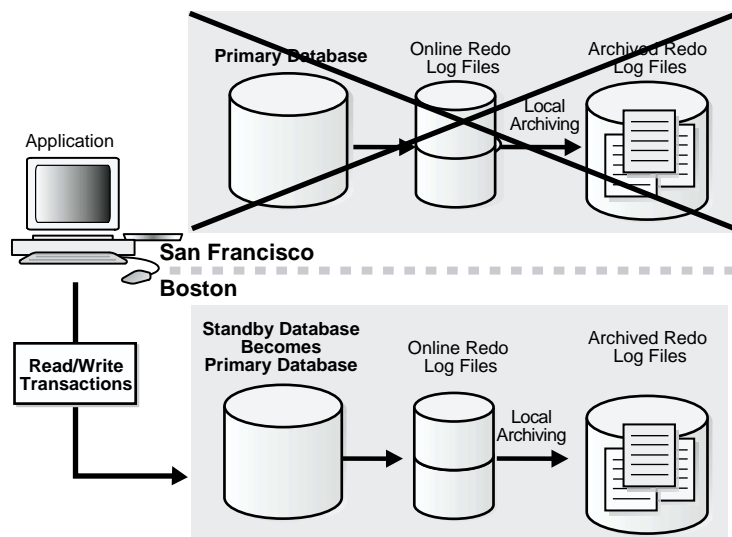 Primary Database
Online Redo
Log Files
Archived Redo
Log Files
Local
Archiving
Application
San Francisco
Boston
Standby Database
Becomes
Primary Database
Online Redo
Log Files
Archived Redo
Log Files
Local
Archiving
Read/Write
Transactions